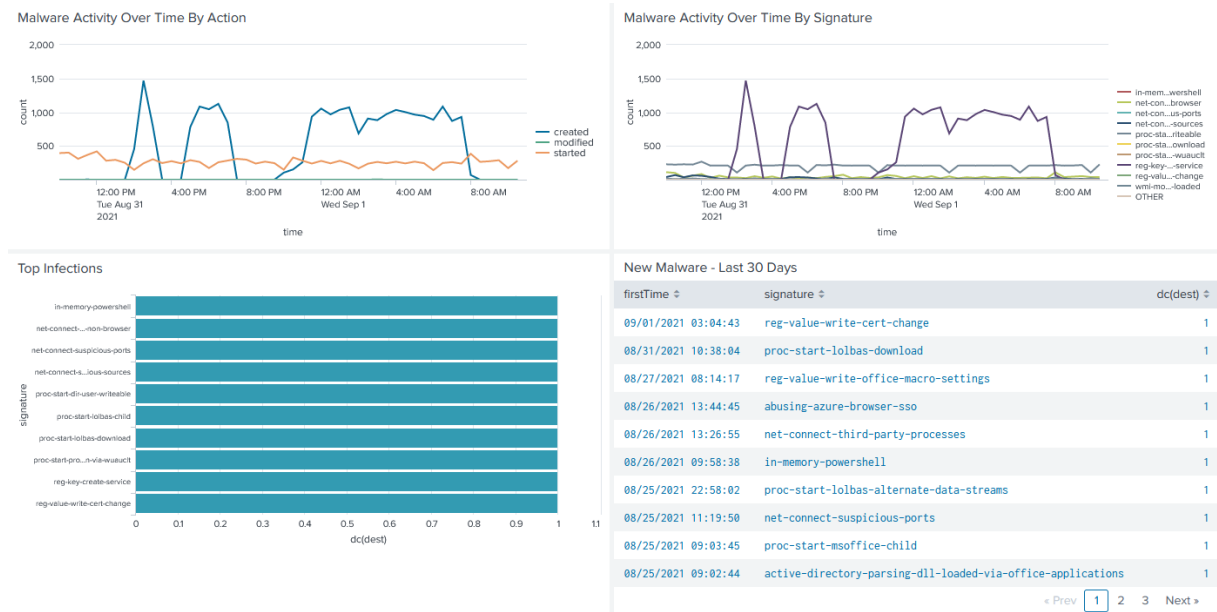 Malware Activity Over Time By Action
2,000
1,500
1,000
500
count
12:00 PM
Tue Aug 31
2021
4:00 PM
8:00 PM
12:00 AM
Wed Sep 1
4:00 AM
8:00 AM
time
created
modified
started
Malware Activity Over Time By Signature
2,000
1,500
1,000
500
count
12:00 PM
Tue Aug 31
2021
4:00 PM
8:00 PM
12:00 AM
Wed Sep 1
4:00 AM
8:00 AM
time
in-mem...wershell
net-con...browser
net-con...us-ports
net-con...-sources
proc-sta...riteable
proc-sta...ownload
proc-sta...-wuauclt
reg-key-...-service
reg-valu...-change
wmi-mo...-loaded
OTHER
Top Infections
signature
in-memory-powershell
net-connect-...-non-browser
net-connect-suspicious-ports
net-connect-s...ious-sources
proc-start-dir-user-writeable
proc-start-lolbas-child
proc-start-lolbas-download
proc-start-pro...n-via-wuauclt
reg-key-create-service
reg-value-write-cert-change
0 0.1 0.2 0.3 0.4 0.5 0.6 0.7 0.8 0.9 1 1.1
dc(dest)
New Malware - Last 30 Days
firstTime signature dc(dest)
09/01/2021 03:04:43 reg-value-write-cert-change 1
08/31/2021 10:38:04 proc-start-lolbas-download 1
08/27/2021 08:14:17 reg-value-write-office-macro-settings 1
08/26/2021 13:44:45 abusing-azure-browser-sso 1
08/26/2021 13:26:55 net-connect-third-party-processes 1
08/26/2021 09:58:38 in-memory-powershell 1
08/25/2021 22:58:02 proc-start-lolbas-alternate-data-streams 1
08/25/2021 11:19:50 net-connect-suspicious-ports 1
08/25/2021 09:03:45 proc-start-msoffice-child 1
08/25/2021 09:02:44 active-directory-parsing-dll-loaded-via-office-applications 1
« Prev 1 2 3 Next »